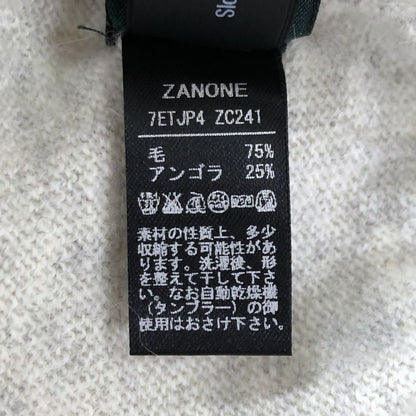 Slo
ZANONE
7ETJP4 ZC241
毛 75%
アンゴラ 25%
素材の性質上、多少
収縮する可能性があ
ります。洗濯後、形
を整えて干して下さ
い。なお自動乾燥機
(タンブラー)の御
使用はおさけ下さい。